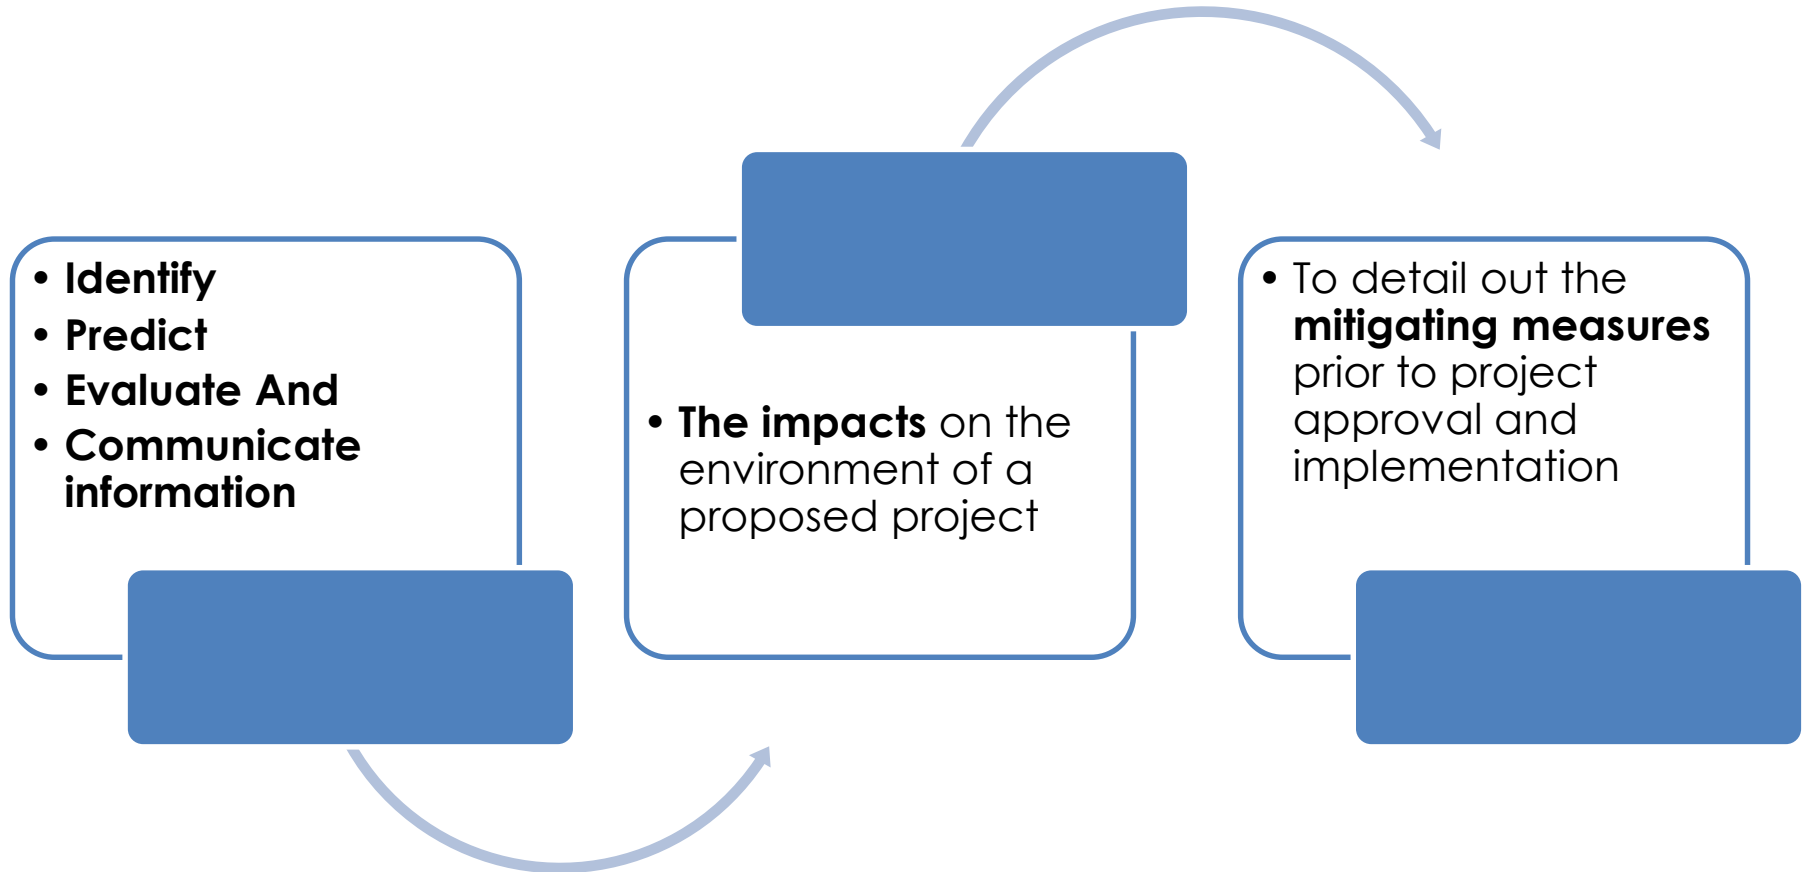 • Identify
• Predict
• Evaluate And
• Communicate
information
• The impacts on the
environment of a
proposed project
• To detail out the
mitigating measures
prior to project
approval and
implementation